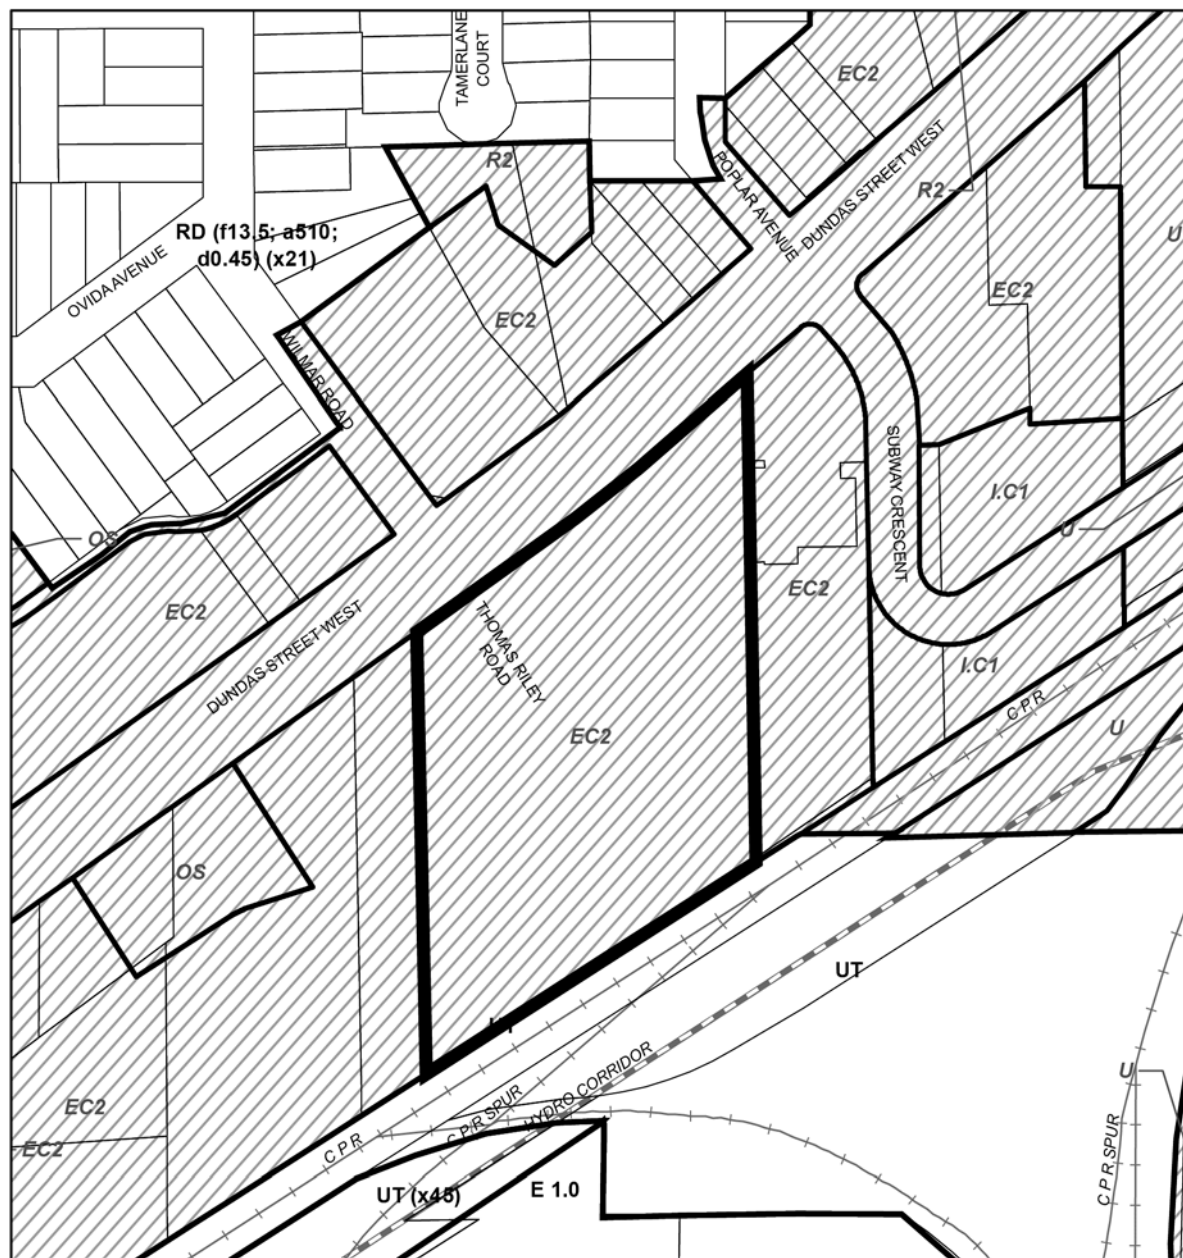 TAMERLANE
COURT
EC2
R2
POPLAR AVENUE
DUNDAS STREET WEST
R2
U
RD (f13.5; a510;
d0.45) (x21)
OVIDA AVENUE
EC2
EC2
WILMAR ROAD
SUBWAY CRESCENT
I.C1
OS
U
EC2
EC2
THOMAS RILEY
ROAD
DUNDAS STREET WEST
I.C1
C P R
EC2
U
OS
UT
U
HYDRO CORRIDOR
C P R SPUR
EC2
C P R
EC2
C P R SPUR
UT (x45)
E 1.0